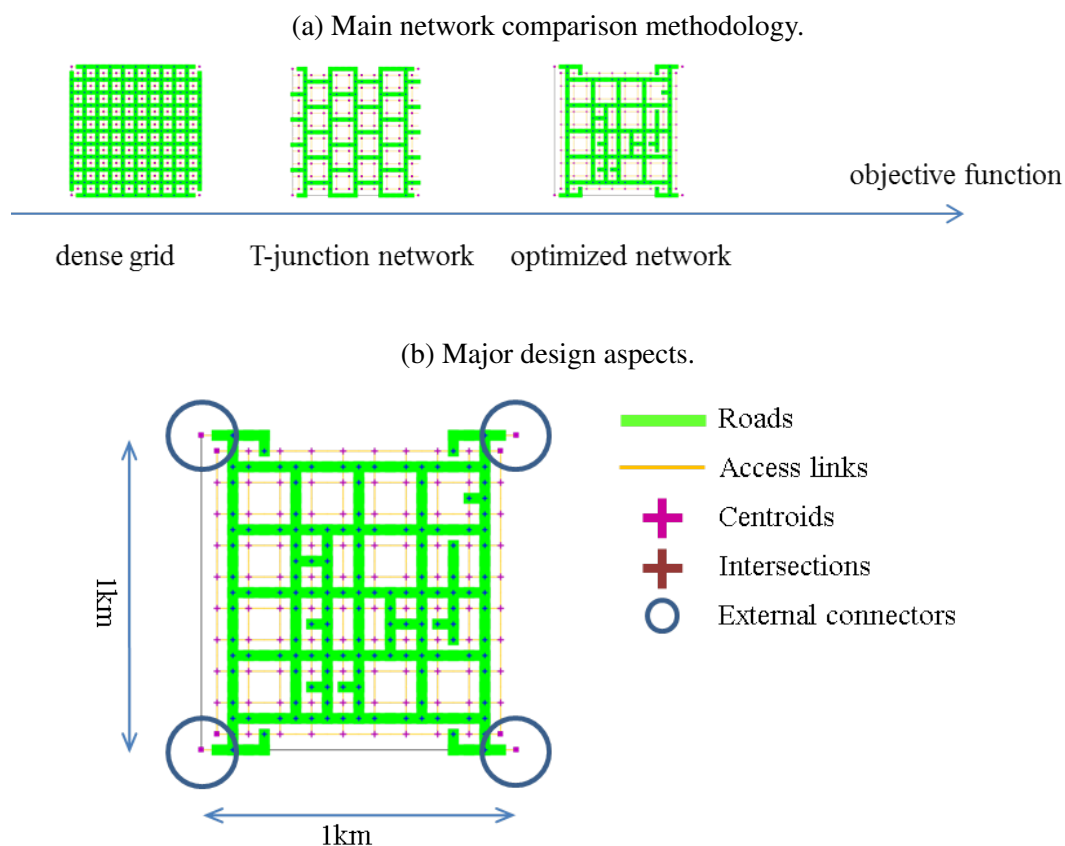 (a) Main network comparison methodology.
objective function
dense grid
T-junction network
optimized network
(b) Major design aspects.
Roads
Access links
Centroids
Intersections
External connectors
1km
1km